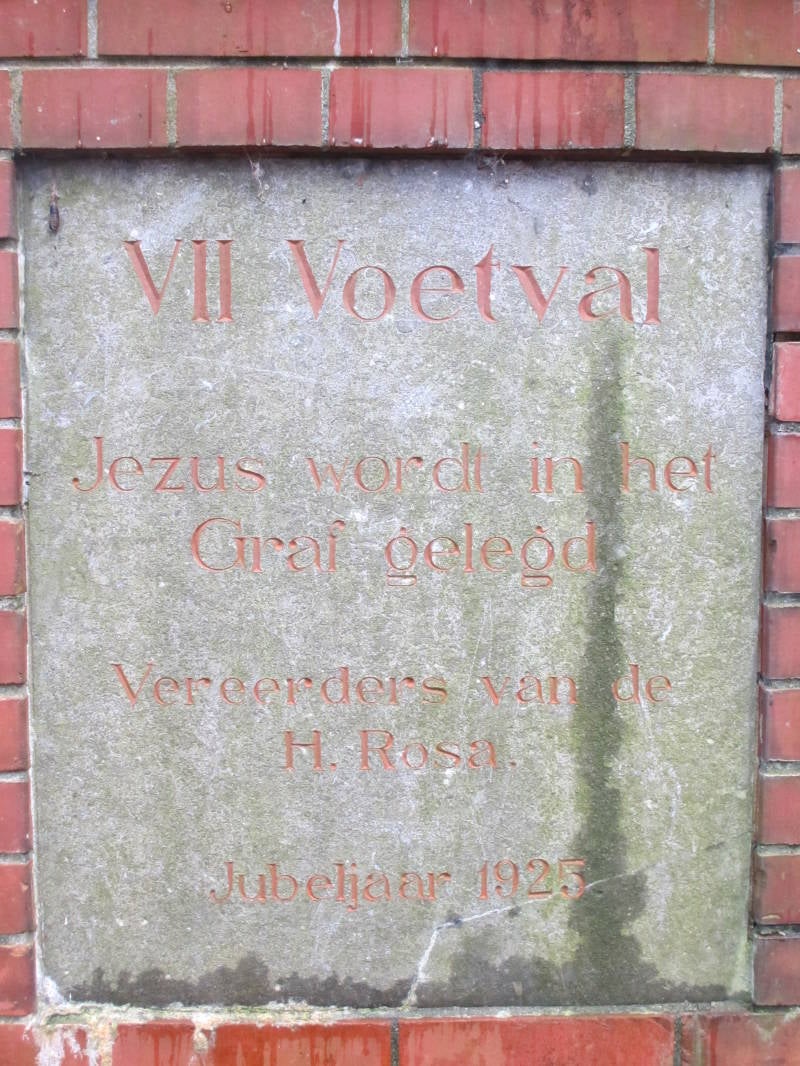 VII Voetval
Jezus wordt in het
Graf gelegd
Vereerders van de
H. Rosa.
Jubeljaar 1925